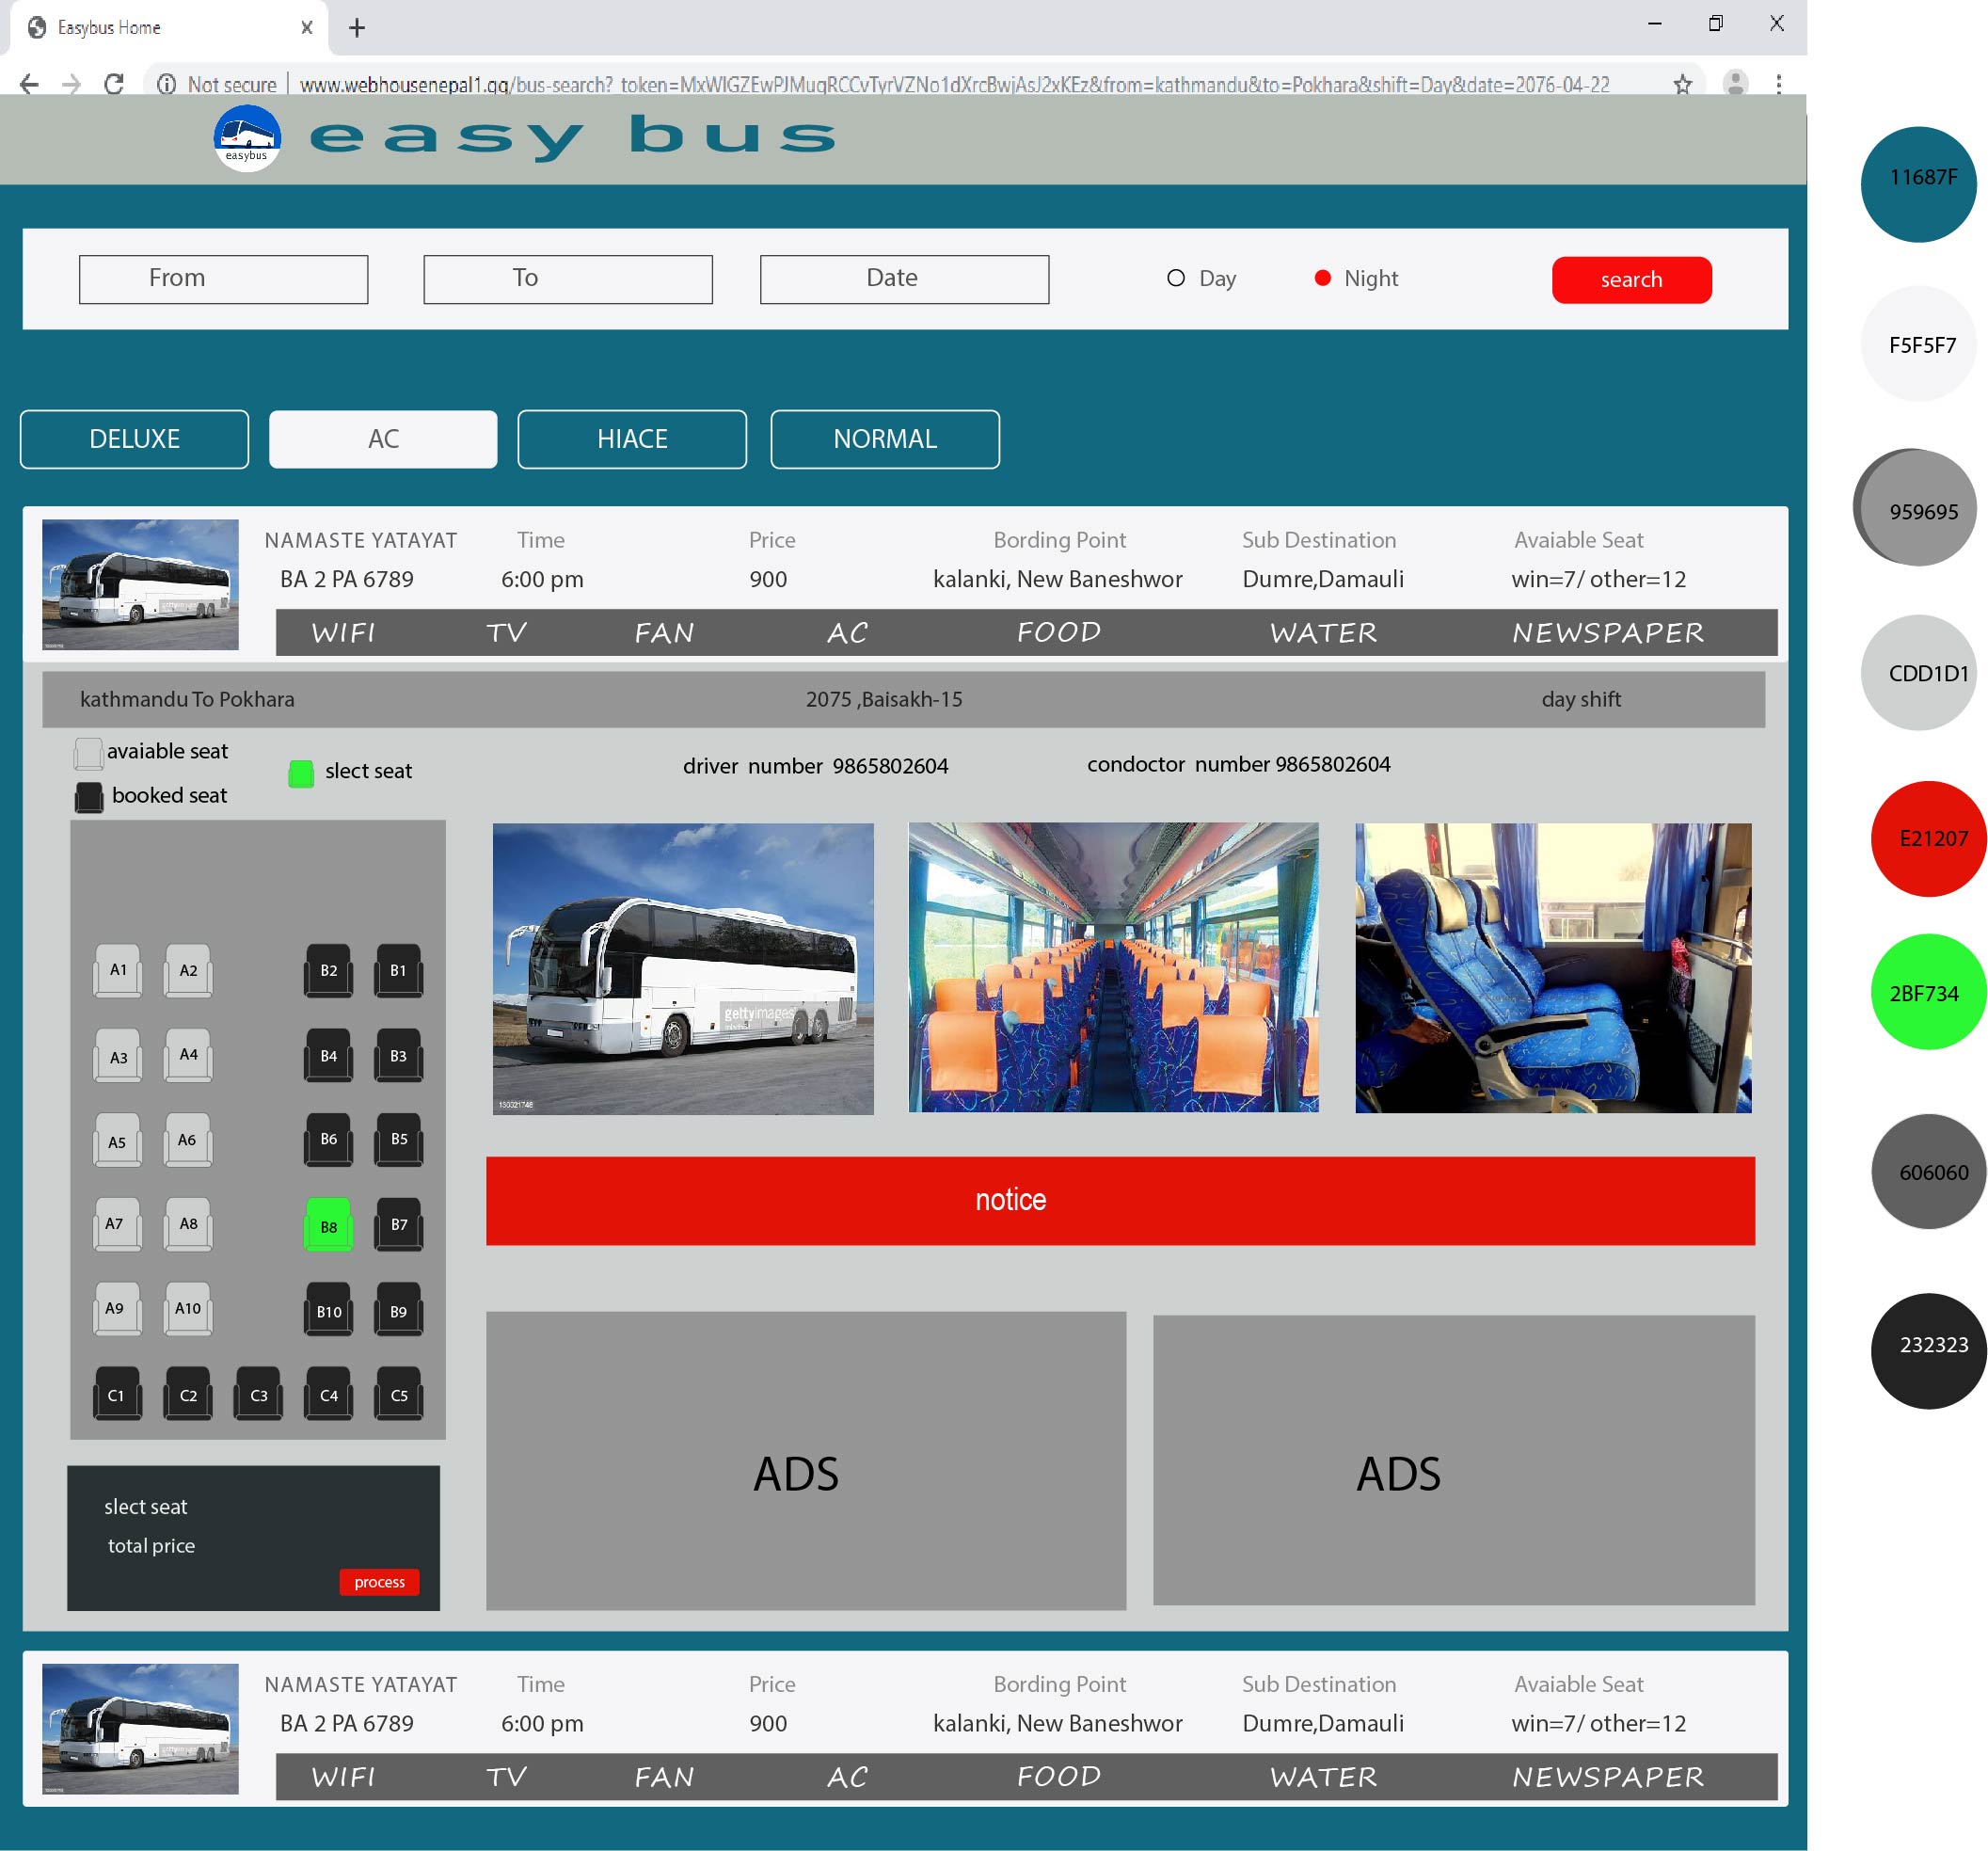 Easybus Home
Not secure www.webhousenepal1.gq/bus-search?_token=MxWIGZEwPJMuqRCCvTyrVZNo1dXrcBwjAsJ2xKEz&from=kathmandu&to=Pokhara&shift=Day&date=2076-04-22
easybus
easy bus
From To Date Day Night search
DELUXE AC HIACE NORMAL
NAMASTE YATAYAT Time Price Bording Point Sub Destination Avaiable Seat
BA 2 PA 6789 6:00 pm 900 kalanki, New Baneshwor Dumre,Damauli win=7/ other=12
WIFI TV FAN AC FOOD WATER NEWSPAPER
kathmandu To Pokhara 2075 ,Baisakh-15 day shift
avaiable seat
slect seat driver number 9865802604 condoctor number 9865802604
booked seat
gettyimages
A1 A2 B2 B1
A3 A4 B4 B3
A5 A6 B6 B5
A7 A8 B8 B7
A9 A10 B10 B9
C1 C2 C3 C4 C5
notice
ADS ADS
slect seat
total price
process
NAMASTE YATAYAT Time Price Bording Point Sub Destination Avaiable Seat
BA 2 PA 6789 6:00 pm 900 kalanki, New Baneshwor Dumre,Damauli win=7/ other=12
WIFI TV FAN AC FOOD WATER NEWSPAPER
11687F
F5F5F7
959695
CDD1D1
E21207
2BF734
606060
232323